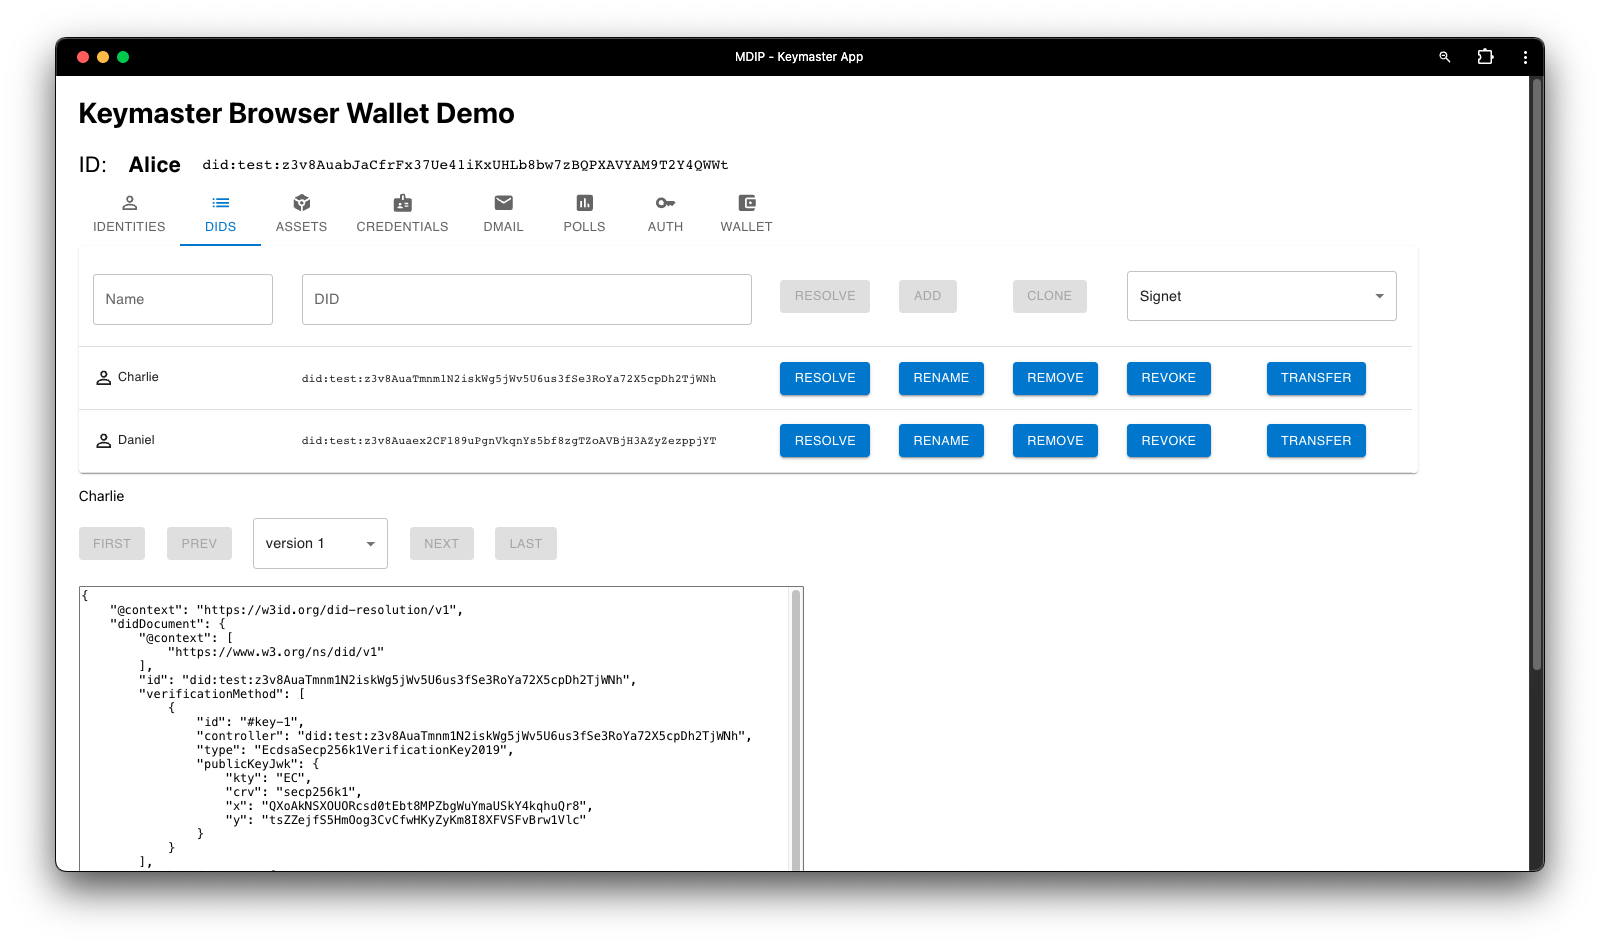 MDIP - Keymaster App
Keymaster Browser Wallet Demo
ID: Alice did:test:z3v8AuabJaCfrFx37Ue41iKxUHLb8bw7zBQPXAVYAM9T2Y4QWWt
IDENTITIES DIDS ASSETS CREDENTIALS DMAIL POLLS AUTH WALLET
Name DID RESOLVE ADD CLONE Signet
Charlie did:test:z3v8AuaTmnm1N2iskWg5jWv5U6us3fSe3RoYa72X5cpDh2TjWNh RESOLVE RENAME REMOVE REVOKE TRANSFER
Daniel did:test:z3v8Auaex2CF189uPgnVkqnYs5bf8zgTZoAVBjH3AZyZezppjYT RESOLVE RENAME REMOVE REVOKE TRANSFER
Charlie
FIRST PREV version 1 NEXT LAST
{
"@context": "https://w3id.org/did-resolution/v1",
"didDocument": {
"@context": [
"https://www.w3.org/ns/did/v1"
],
"id": "did:test:z3v8AuaTmnm1N2iskWg5jWv5U6us3fSe3RoYa72X5cpDh2TjWNh",
"verificationMethod": [
{
"id": "#key-1",
"controller": "did:test:z3v8AuaTmnm1N2iskWg5jWv5U6us3fSe3RoYa72X5cpDh2TjWNh",
"type": "EcdsaSecp256k1VerificationKey2019",
"publicKeyJwk": {
"kty": "EC",
"crv": "secp256k1",
"x": "QXoAkNSXOUORcsd0tEbt8MPZbgWuYmaUSkY4kqhuQr8",
"y": "tsZZejfS5HmOog3CvCfwHKyZyKm8I8XFVSFvBrw1Vlc"
}
}
],